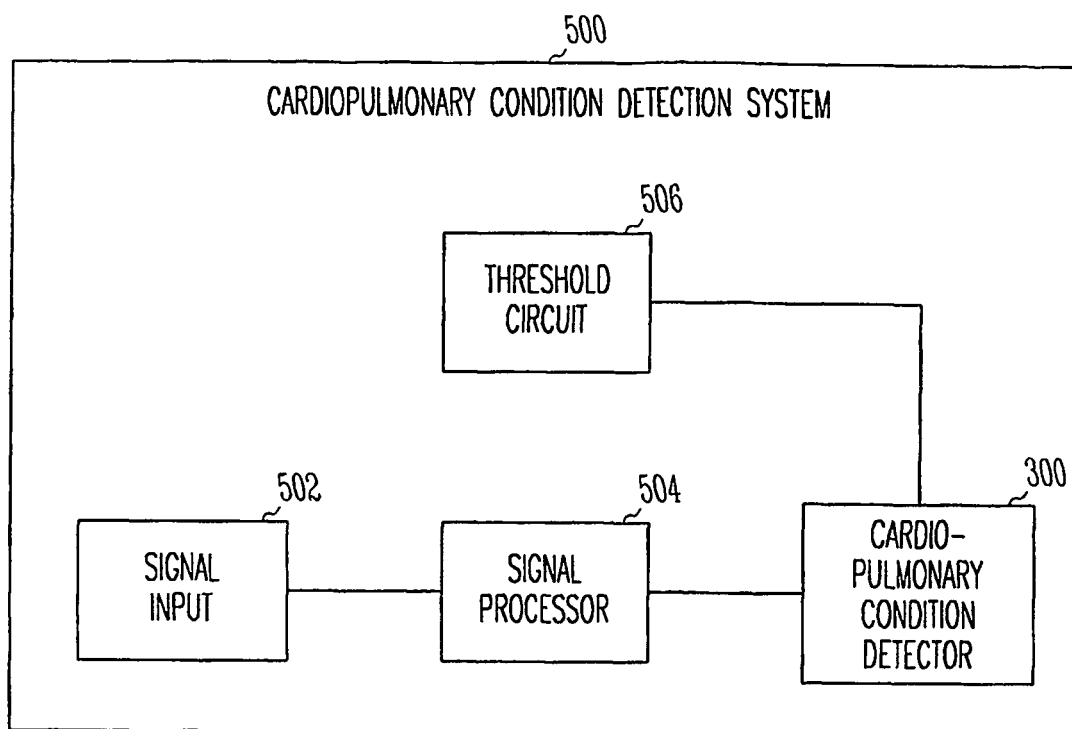 500
CARDIOPULMONARY CONDITION DETECTION SYSTEM
506
THRESHOLD
CIRCUIT
502
SIGNAL
INPUT
504
SIGNAL
PROCESSOR
300
CARDIO-
PULMONARY
CONDITION
DETECTOR